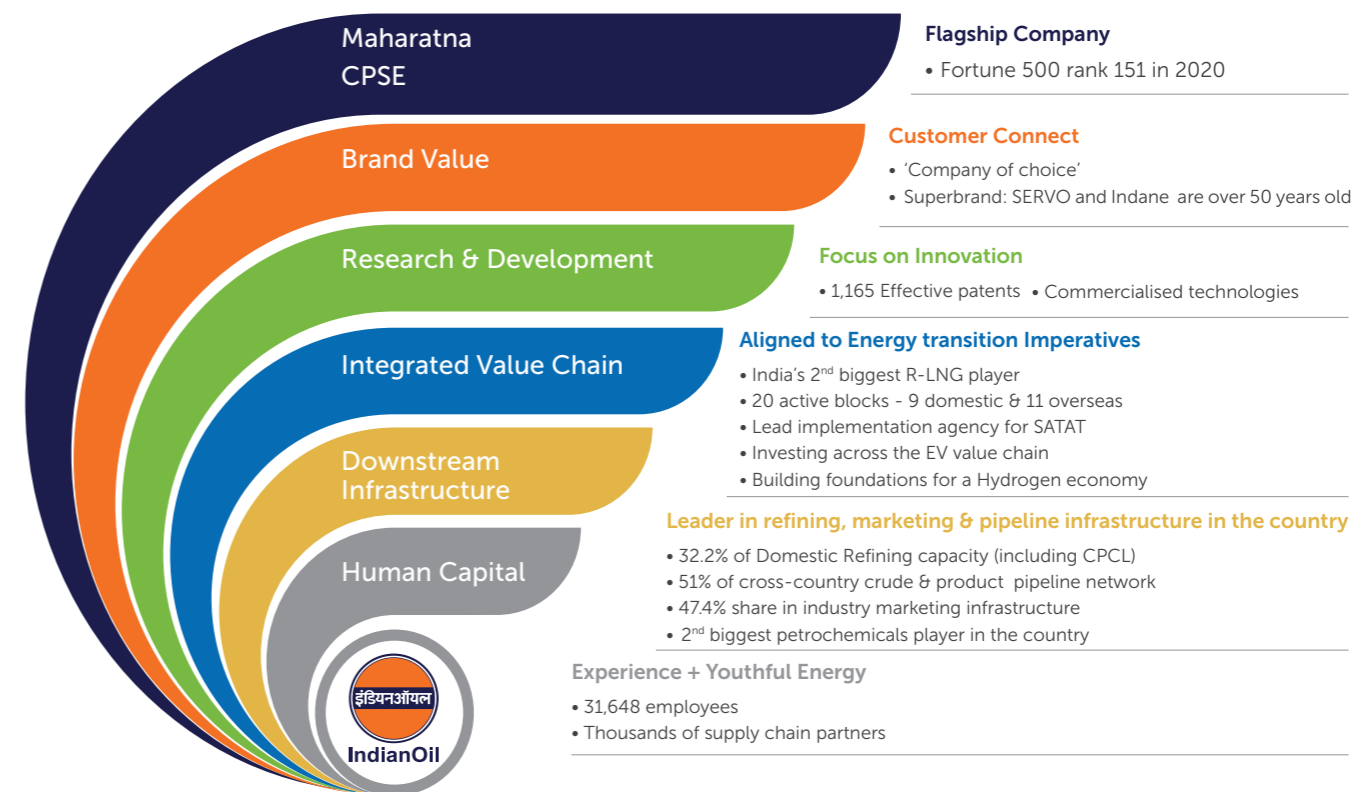 Maharatna
CPSE
Flagship Company
• Fortune 500 rank 151 in 2020
Brand Value
Customer Connect
• ‘Company of choice’
• Superbrand: SERVO and Indane are over 50 years old
Research & Development
Focus on Innovation
• 1,165 Effective patents • Commercialised technologies
Integrated Value Chain
Aligned to Energy transition Imperatives
• India’s 2nd biggest R-LNG player
• 20 active blocks - 9 domestic & 11 overseas
• Lead implementation agency for SATAT
• Investing across the EV value chain
• Building foundations for a Hydrogen economy
Downstream
Infrastructure
Leader in refining, marketing & pipeline infrastructure in the country
• 32.2% of Domestic Refining capacity (including CPCL)
• 51% of cross-country crude & product pipeline network
• 47.4% share in industry marketing infrastructure
• 2nd biggest petrochemicals player in the country
Human Capital
Experience + Youthful Energy
• 31,648 employees
• Thousands of supply chain partners
इंडियनऑयल
IndianOil